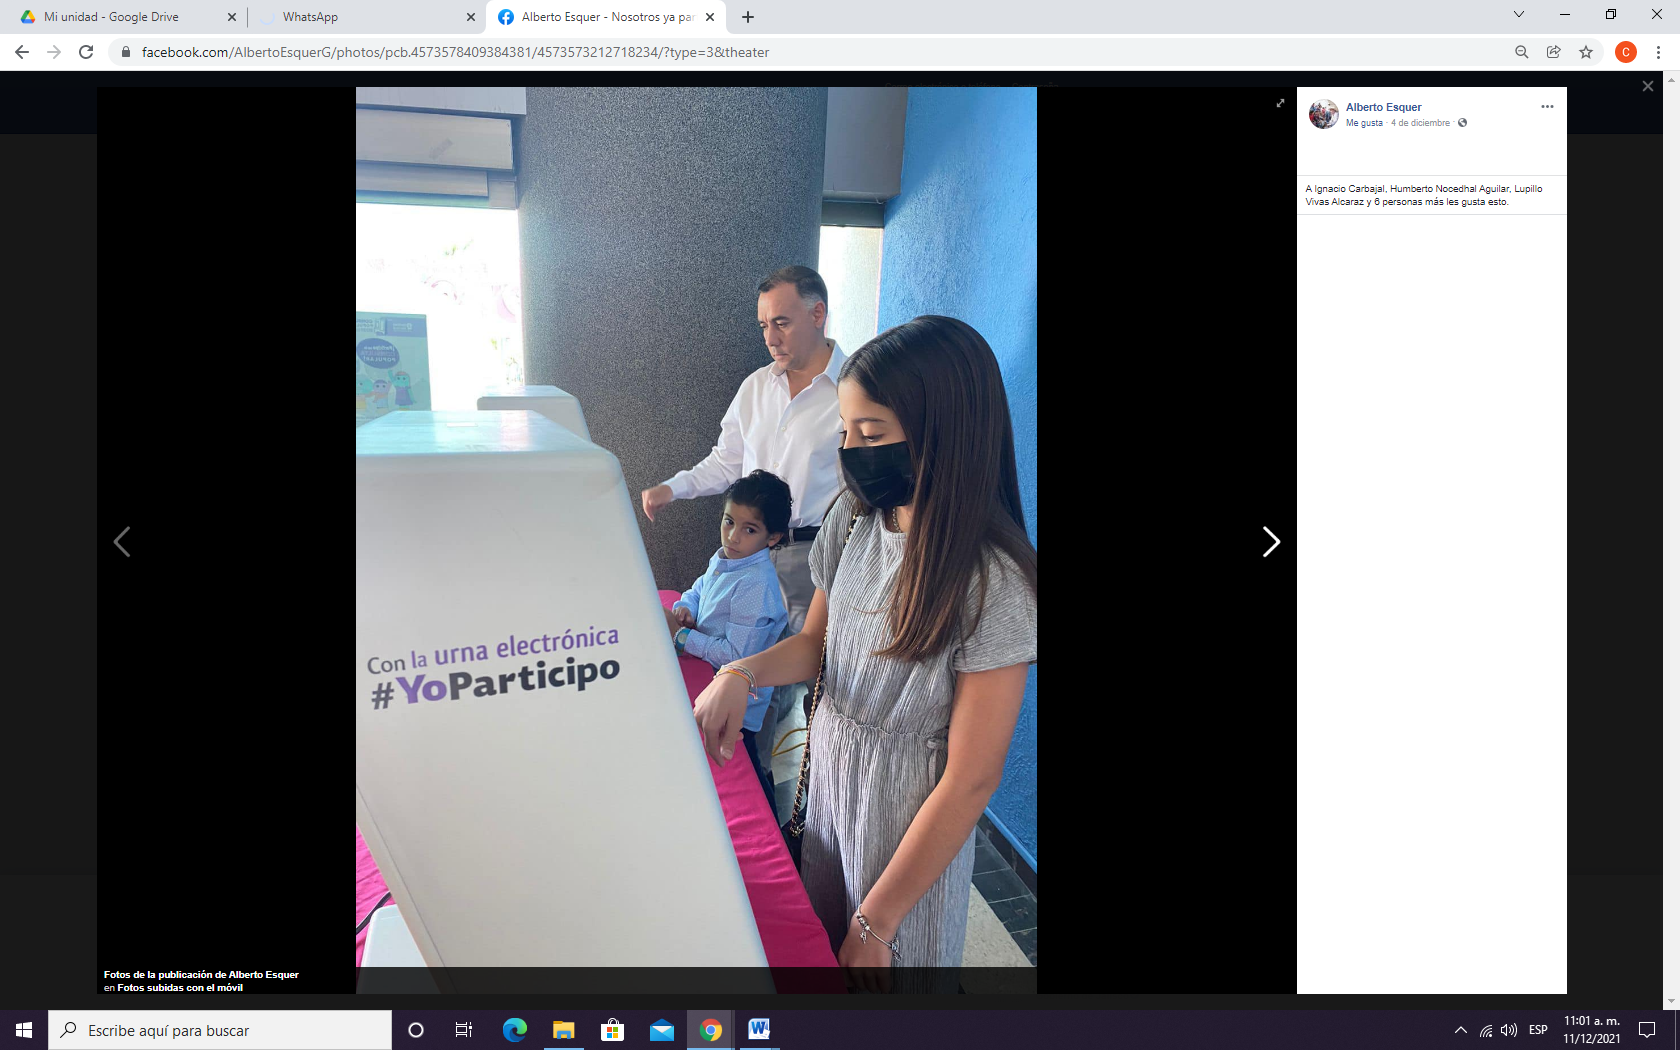 Mi unidad - Google Drive
WhatsApp
Alberto Esquer - Nosotros ya par
facebook.com/AlbertoEsquerG/photos/pcb.4573578409384381/4573573212718234/?type=3&theater
C
Alberto Esquer
Me gusta · 4 de diciembre ·
A Ignacio Carbajal, Humberto Nocedhal Aguilar, Lupillo
Vivas Alcaraz y 6 personas más les gusta esto.
Con la urna electrónica
#YoParticipo
Fotos de la publicación de Alberto Esquer
en Fotos subidas con el móvil
Escribe aquí para buscar
ESP
11:01 a. m.
11/12/2021